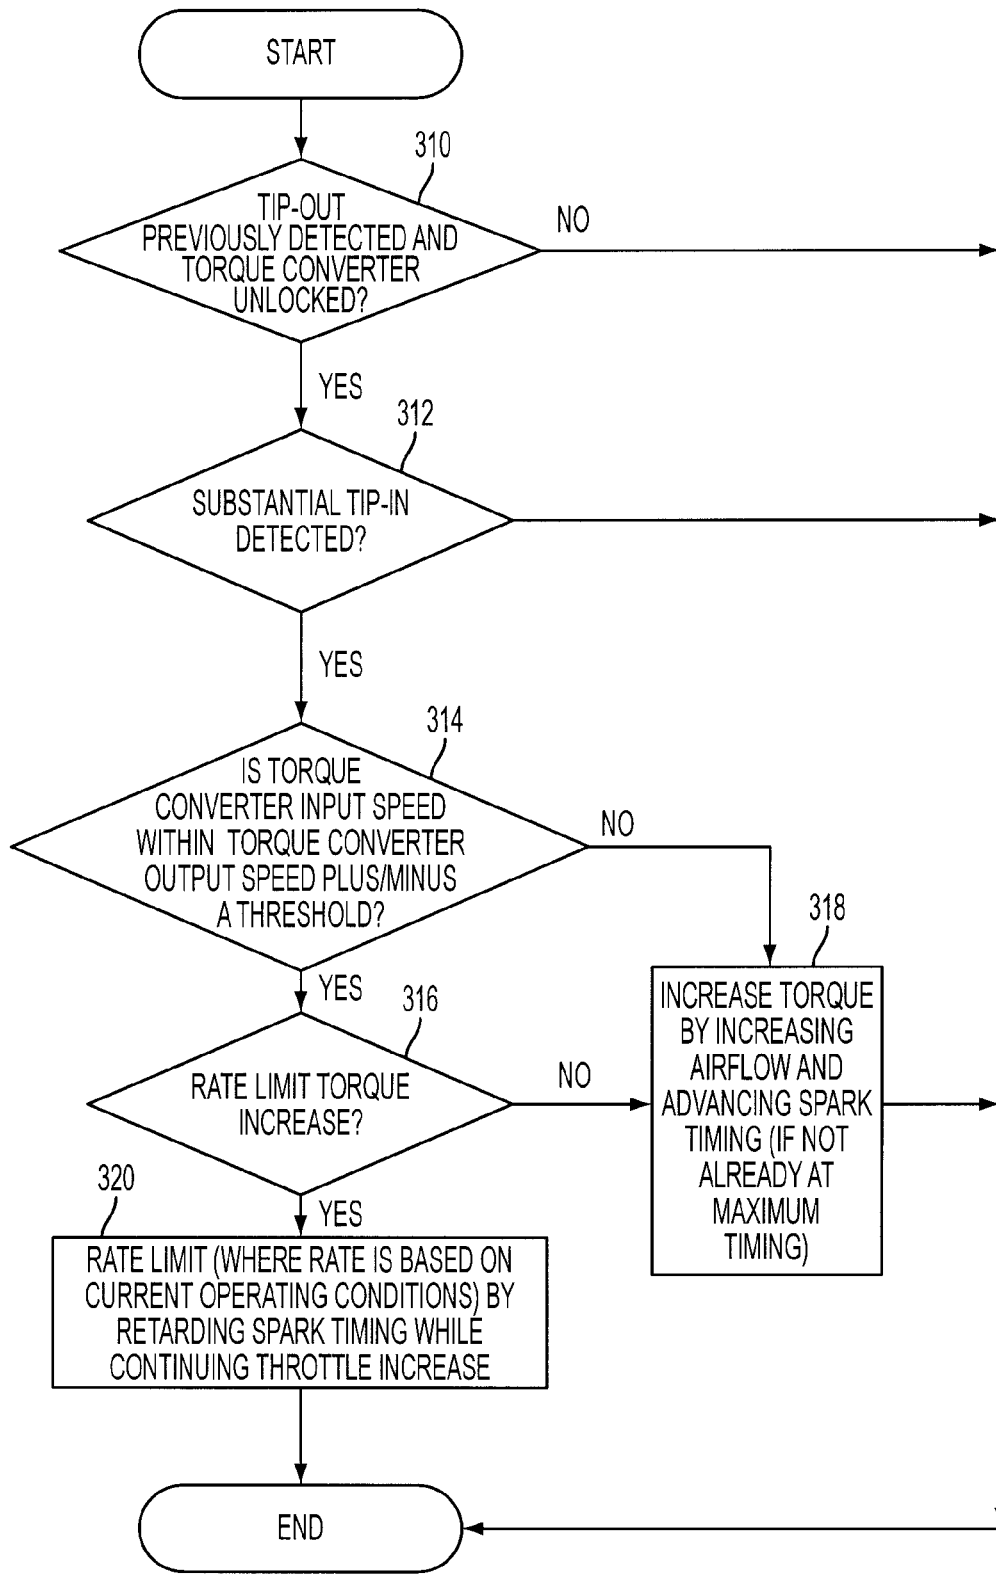 START
310
TIP-OUT
PREVIOUSLY DETECTED AND
TORQUE CONVERTER
UNLOCKED?
NO
YES
312
SUBSTANTIAL TIP-IN
DETECTED?
YES
314
IS TORQUE
CONVERTER INPUT SPEED
WITHIN TORQUE CONVERTER
OUTPUT SPEED PLUS/MINUS
A THRESHOLD?
NO
YES
318
INCREASE TORQUE
BY INCREASING
AIRFLOW AND
ADVANCING SPARK
TIMING (IF NOT
ALREADY AT
MAXIMUM
TIMING)
316
RATE LIMIT TORQUE
INCREASE?
NO
YES
320
RATE LIMIT (WHERE RATE IS BASED ON
CURRENT OPERATING CONDITIONS) BY
RETARDING SPARK TIMING WHILE
CONTINUING THROTTLE INCREASE
END